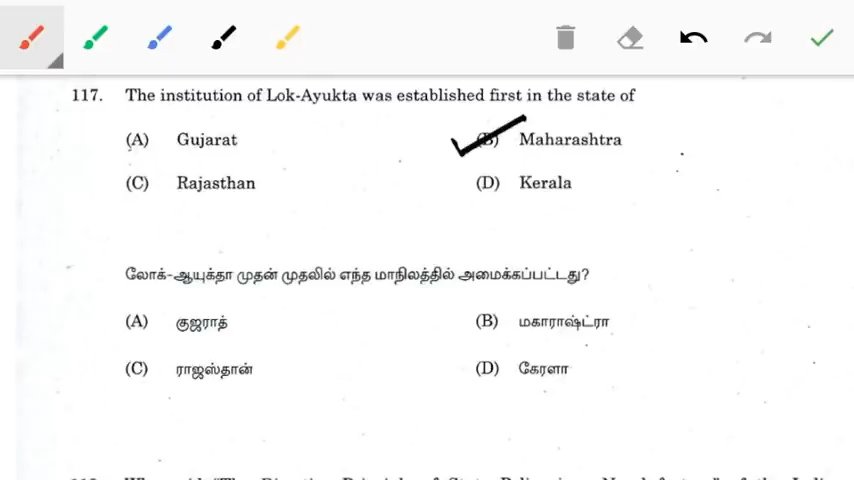 117. The institution of Lok-Ayukta was established first in the state of
(A) Gujarat (B) Maharashtra
(C) Rajasthan (D) Kerala
லோக்-ஆயுக்தா முதன் முதலில் எந்த மாநிலத்தில் அமைக்கப்பட்டது?
(A) குஜராத் (B) மகாராஷ்ட்ரா
(C) ராஜஸ்தான் (D) கேரளா